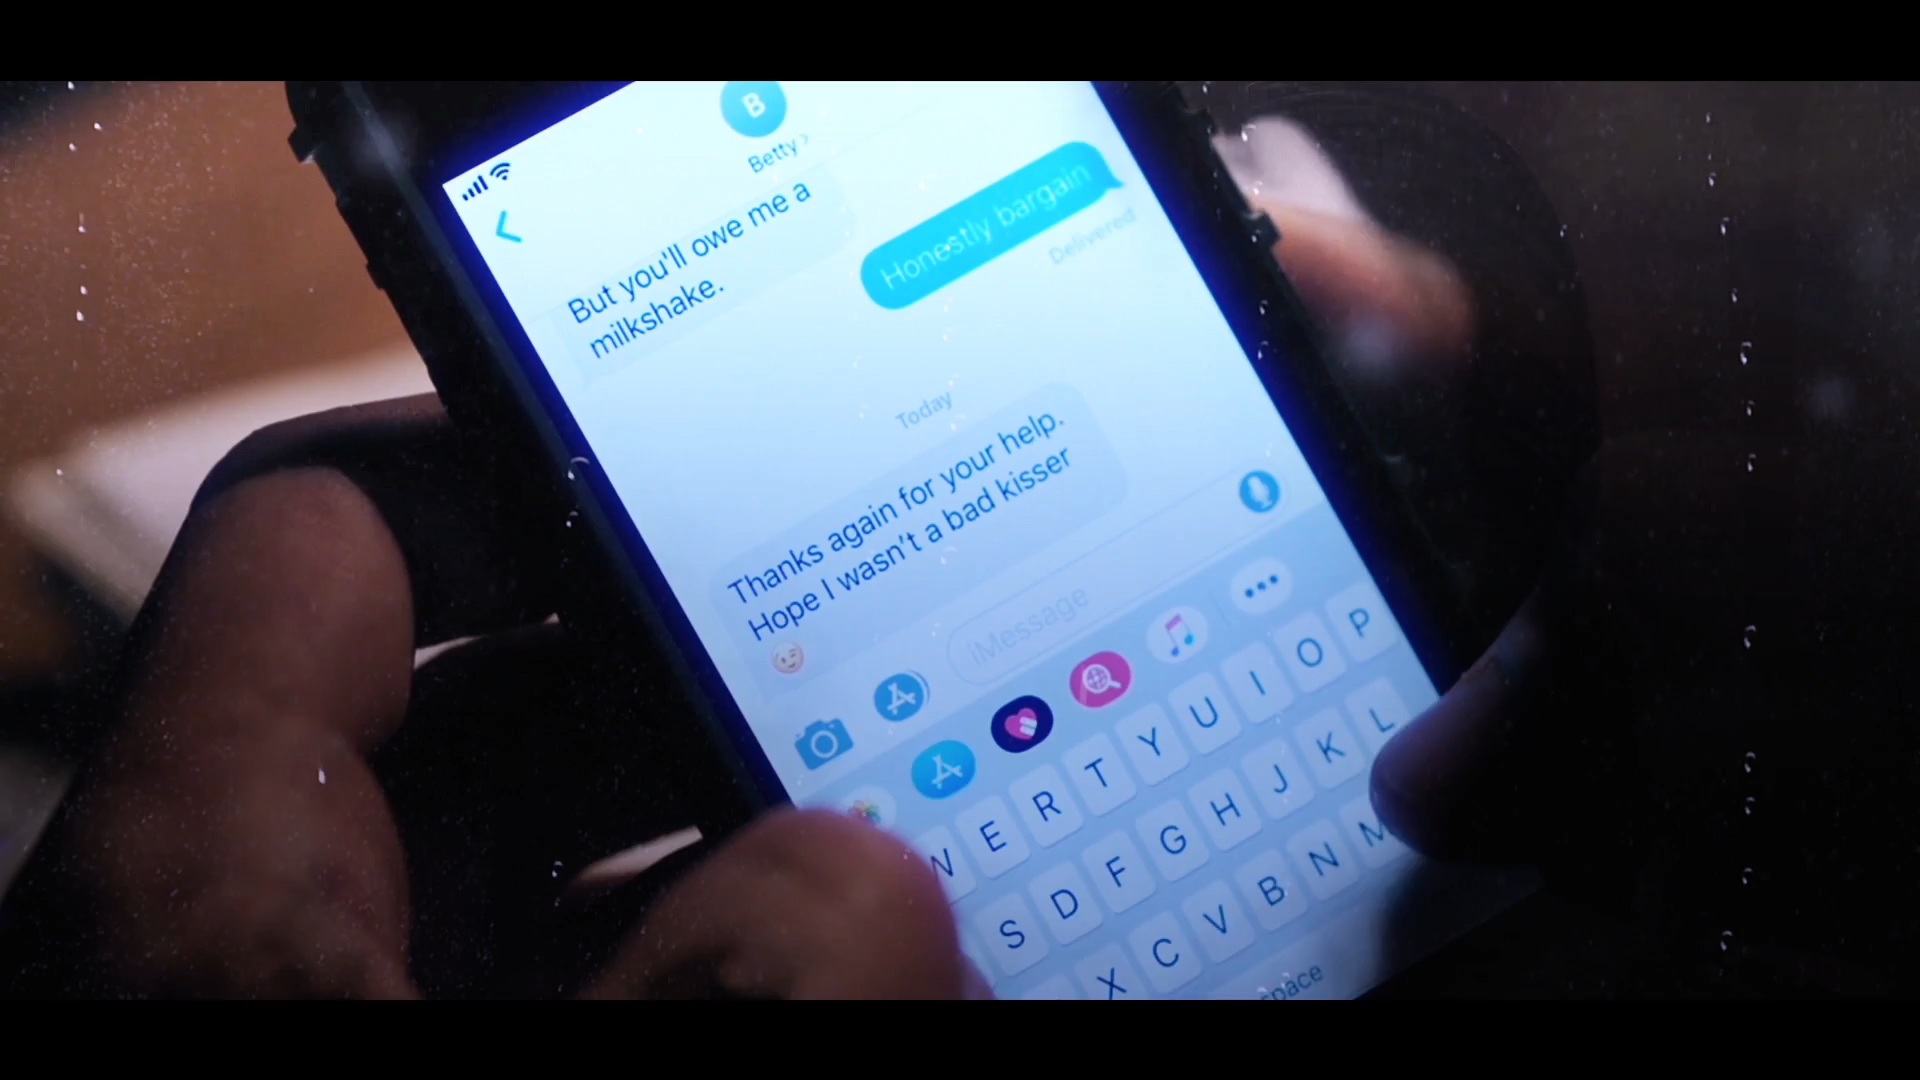 B
Betty >
But you'll owe me a
milkshake.
Honestly bargain
Delivered
Today
Thanks again for your help.
Hope I wasn't a bad kisser
😉
iMessage
W E R T Y U I O P
S D F G H J K L
X C V B N M
space